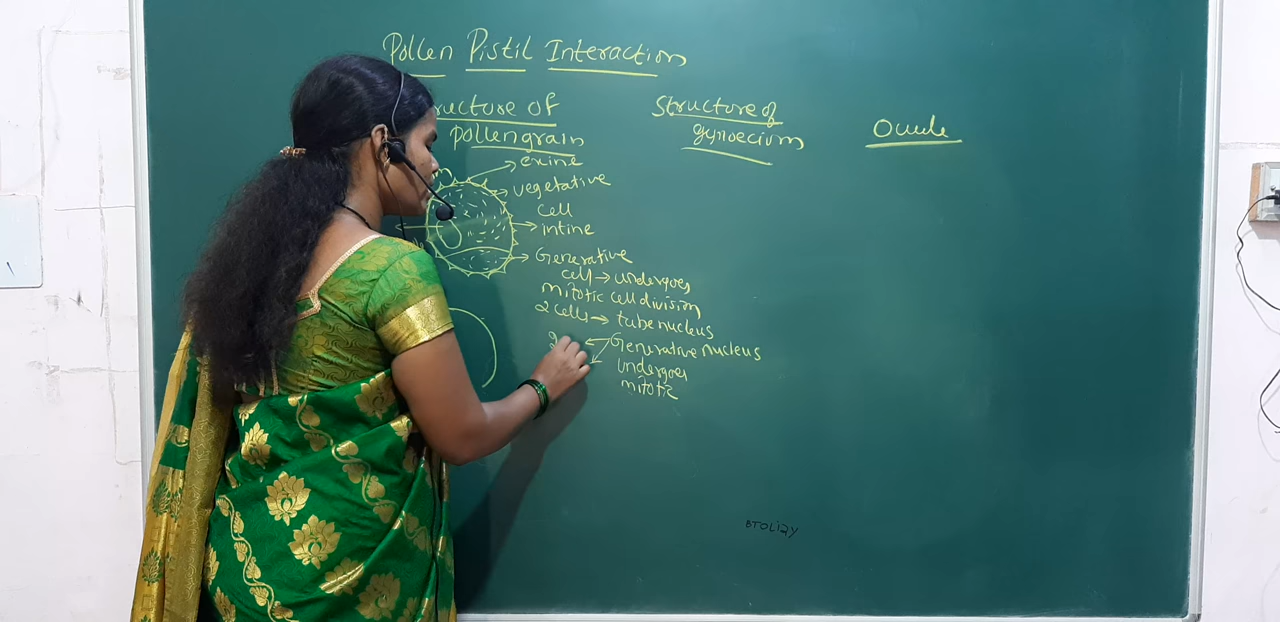 Pollen Pistil Interaction
ructure of
pollengrain
exine
vegetative
cell
intine
Generative
cell → undergoes
mitotic cell division
2 cells → tube nucleus
Generative nucleus
undergoes
mitotic
Structure of
gynoecium
Ovule
BTOL12Y